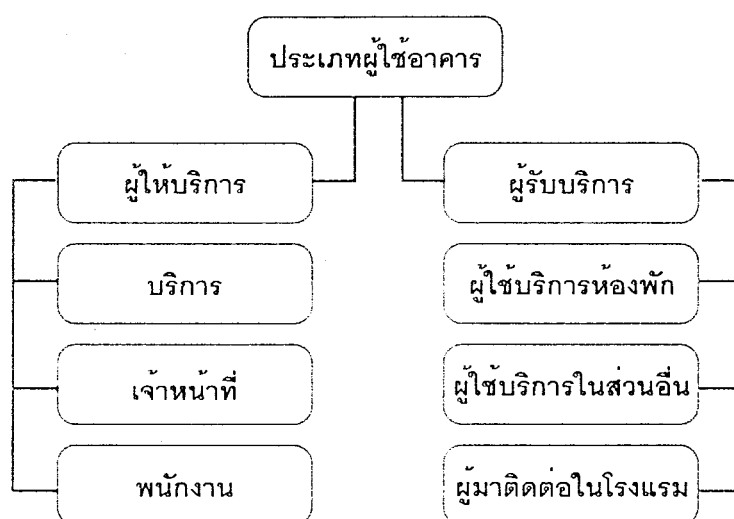 ประเภทผู้ใช้อาคาร
ผู้ให้บริการ
ผู้รับบริการ
บริการ
ผู้ใช้บริการห้องพัก
เจ้าหน้าที่
ผู้ใช้บริการในส่วนอื่น
พนักงาน
ผู้มาติดต่อในโรงแรม